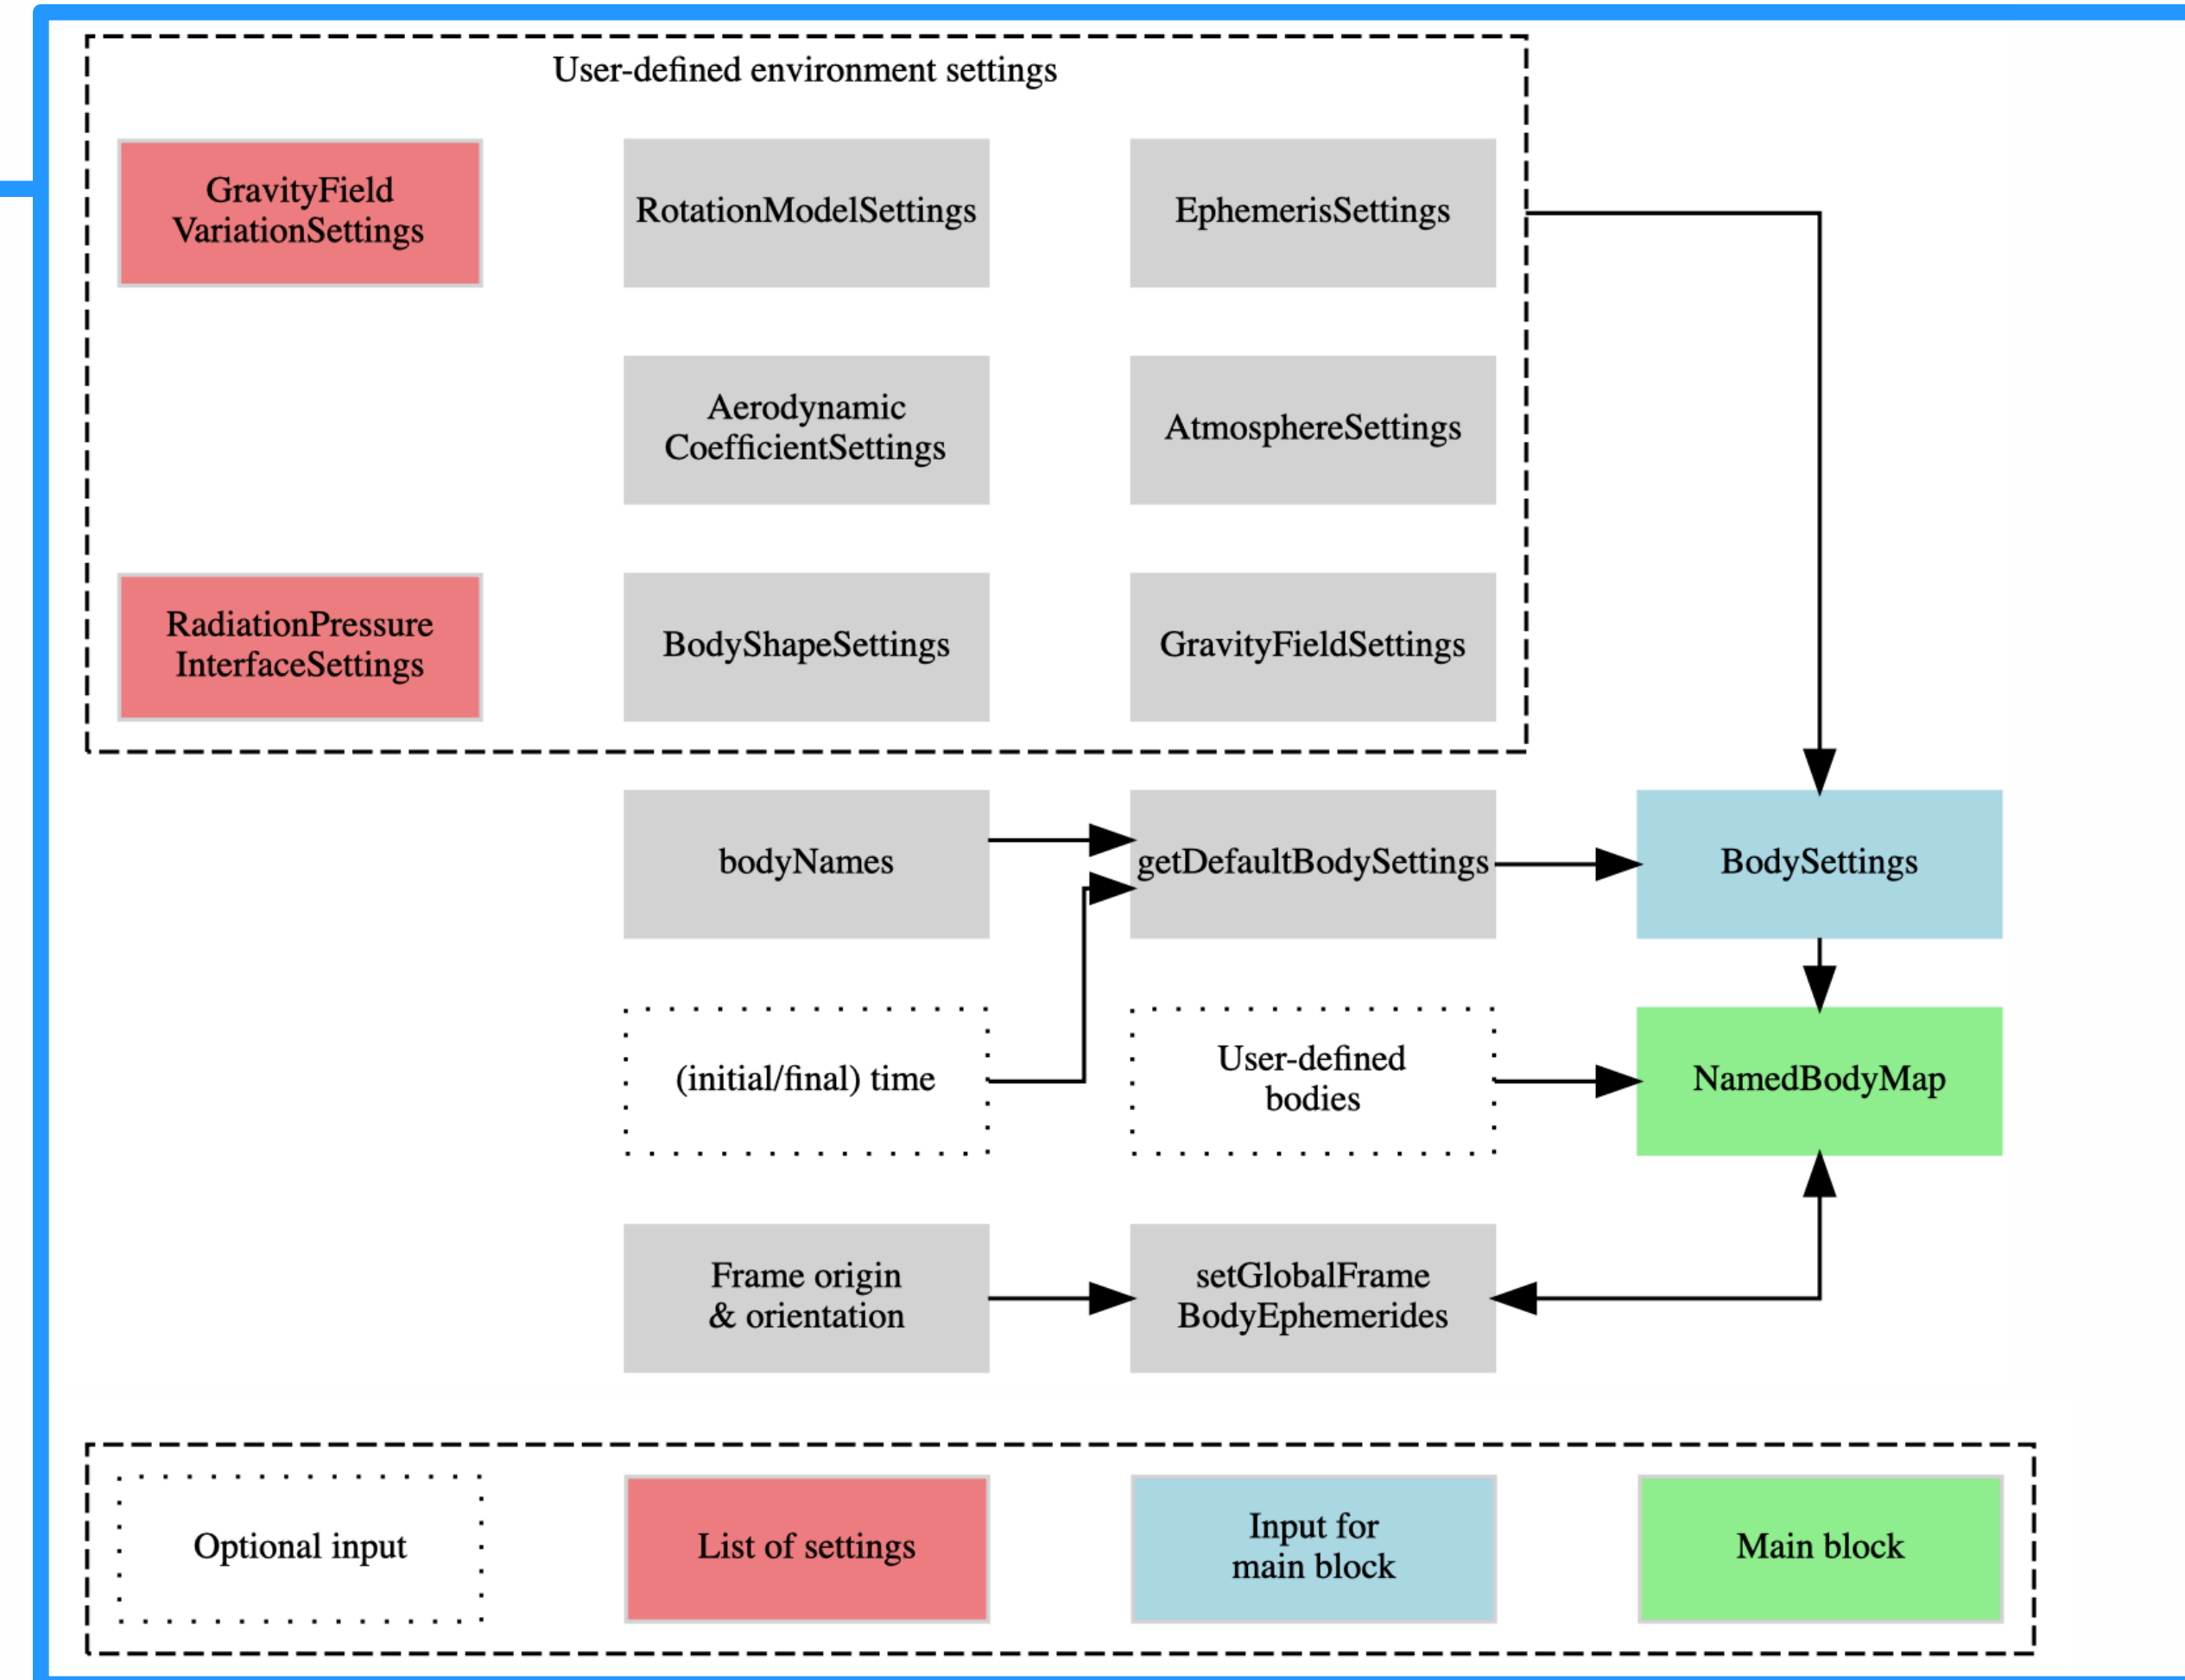 User-defined environment settings
GravityField
VariationSettings
RotationModelSettings
EphemerisSettings
Aerodynamic
CoefficientSettings
AtmosphereSettings
RadiationPressure
InterfaceSettings
BodyShapeSettings
GravityFieldSettings
bodyNames
getDefaultBodySettings
BodySettings
(initial/final) time
User-defined
bodies
NamedBodyMap
Frame origin
& orientation
setGlobalFrame
BodyEphemerides
Optional input
List of settings
Input for
main block
Main block